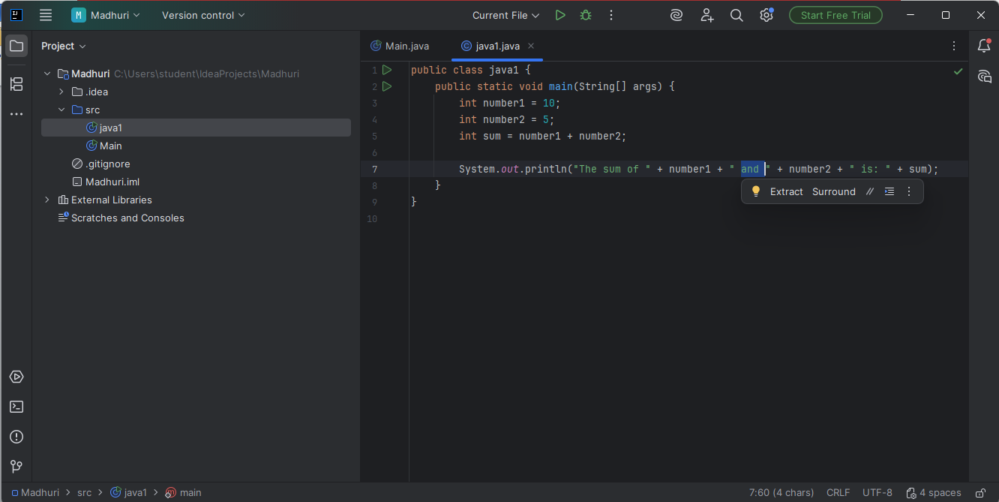 M Madhuri Version control Current File Start Free Trial
Project
Madhuri C:\Users\student\IdeaProjects\Madhuri
.idea
src
java1
Main
.gitignore
Madhuri.iml
External Libraries
Scratches and Consoles
Main.java java1.java
1 public class java1 {
2 public static void main(String[] args) {
3 int number1 = 10;
4 int number2 = 5;
5 int sum = number1 + number2;
6
7 System.out.println("The sum of " + number1 + " and " + number2 + " is: " + sum);
8 }
9 }
10
Extract Surround
Madhuri > src > java1 > main 7:60 (4 chars) CRLF UTF-8 4 spaces